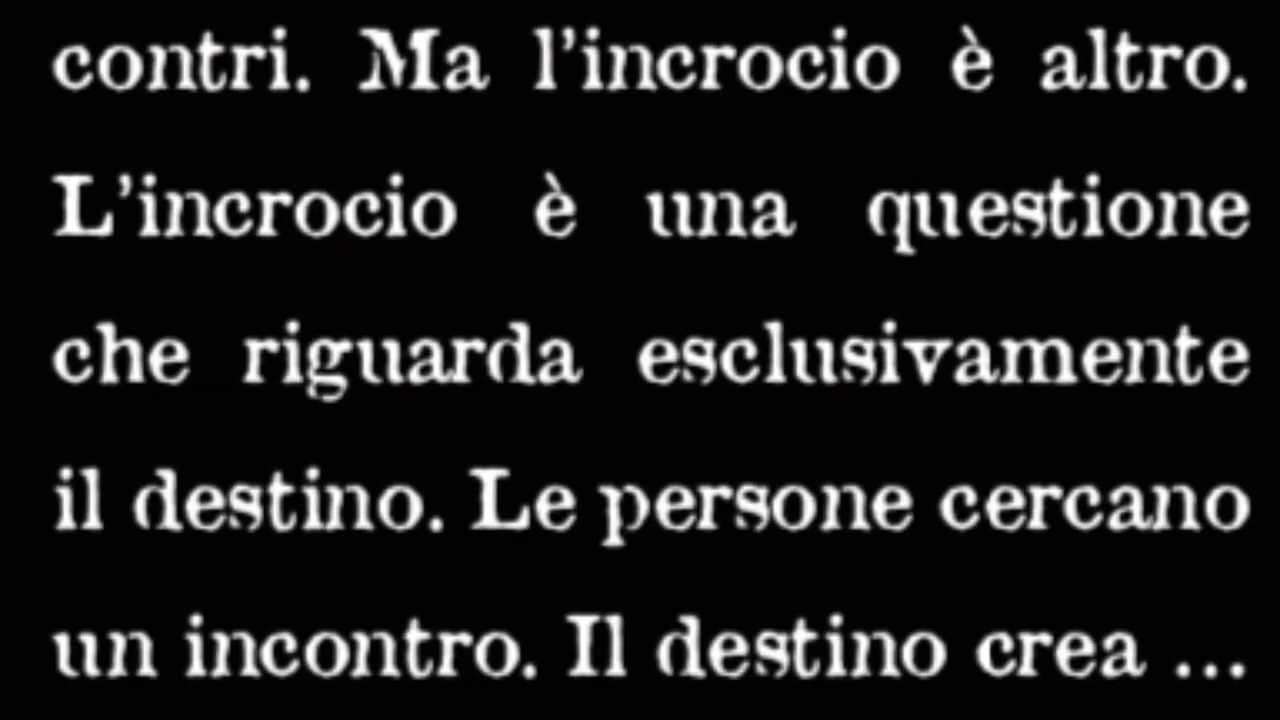 contri. Ma l'incrocio è altro.
L'incrocio è una questione
che riguarda esclusivamente
il destino. Le persone cercano
un incontro. Il destino crea ...